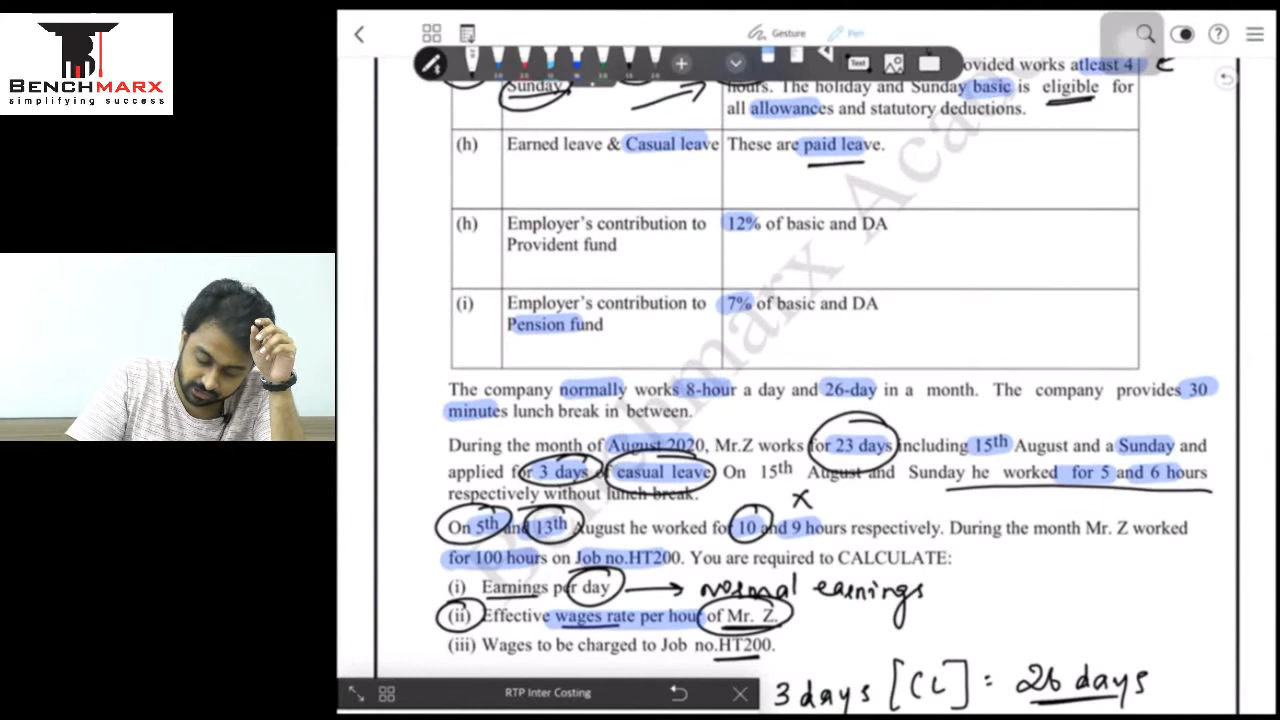 BENCHMARX
simplifying success
Gesture
Pen
Text
ovided works atleast 4
Sunday
hours. The holiday and Sunday basic is eligible for
all allowances and statutory deductions.
(h) Earned leave & Casual leave These are paid leave.
(h) Employer's contribution to 12% of basic and DA
Provident fund
(i) Employer's contribution to 7% of basic and DA
Pension fund
The company normally works 8-hour a day and 26-day in a month. The company provides 30
minutes lunch break in between.
During the month of August 2020, Mr.Z works for 23 days including 15th August and a Sunday and
applied for 3 days of casual leave On 15th August and Sunday he worked for 5 and 6 hours
respectively without lunch break.
X
On 5th and 13th August he worked for 10 and 9 hours respectively. During the month Mr. Z worked
for 100 hours on Job no.HT200. You are required to CALCULATE:
(i) Earnings per day → normal earnings
(ii) Effective wages rate per hour of Mr. Z.
(iii) Wages to be charged to Job no.HT200.
RTP Inter Costing
3 days [CL] = 26 days
Benchmarx Aca